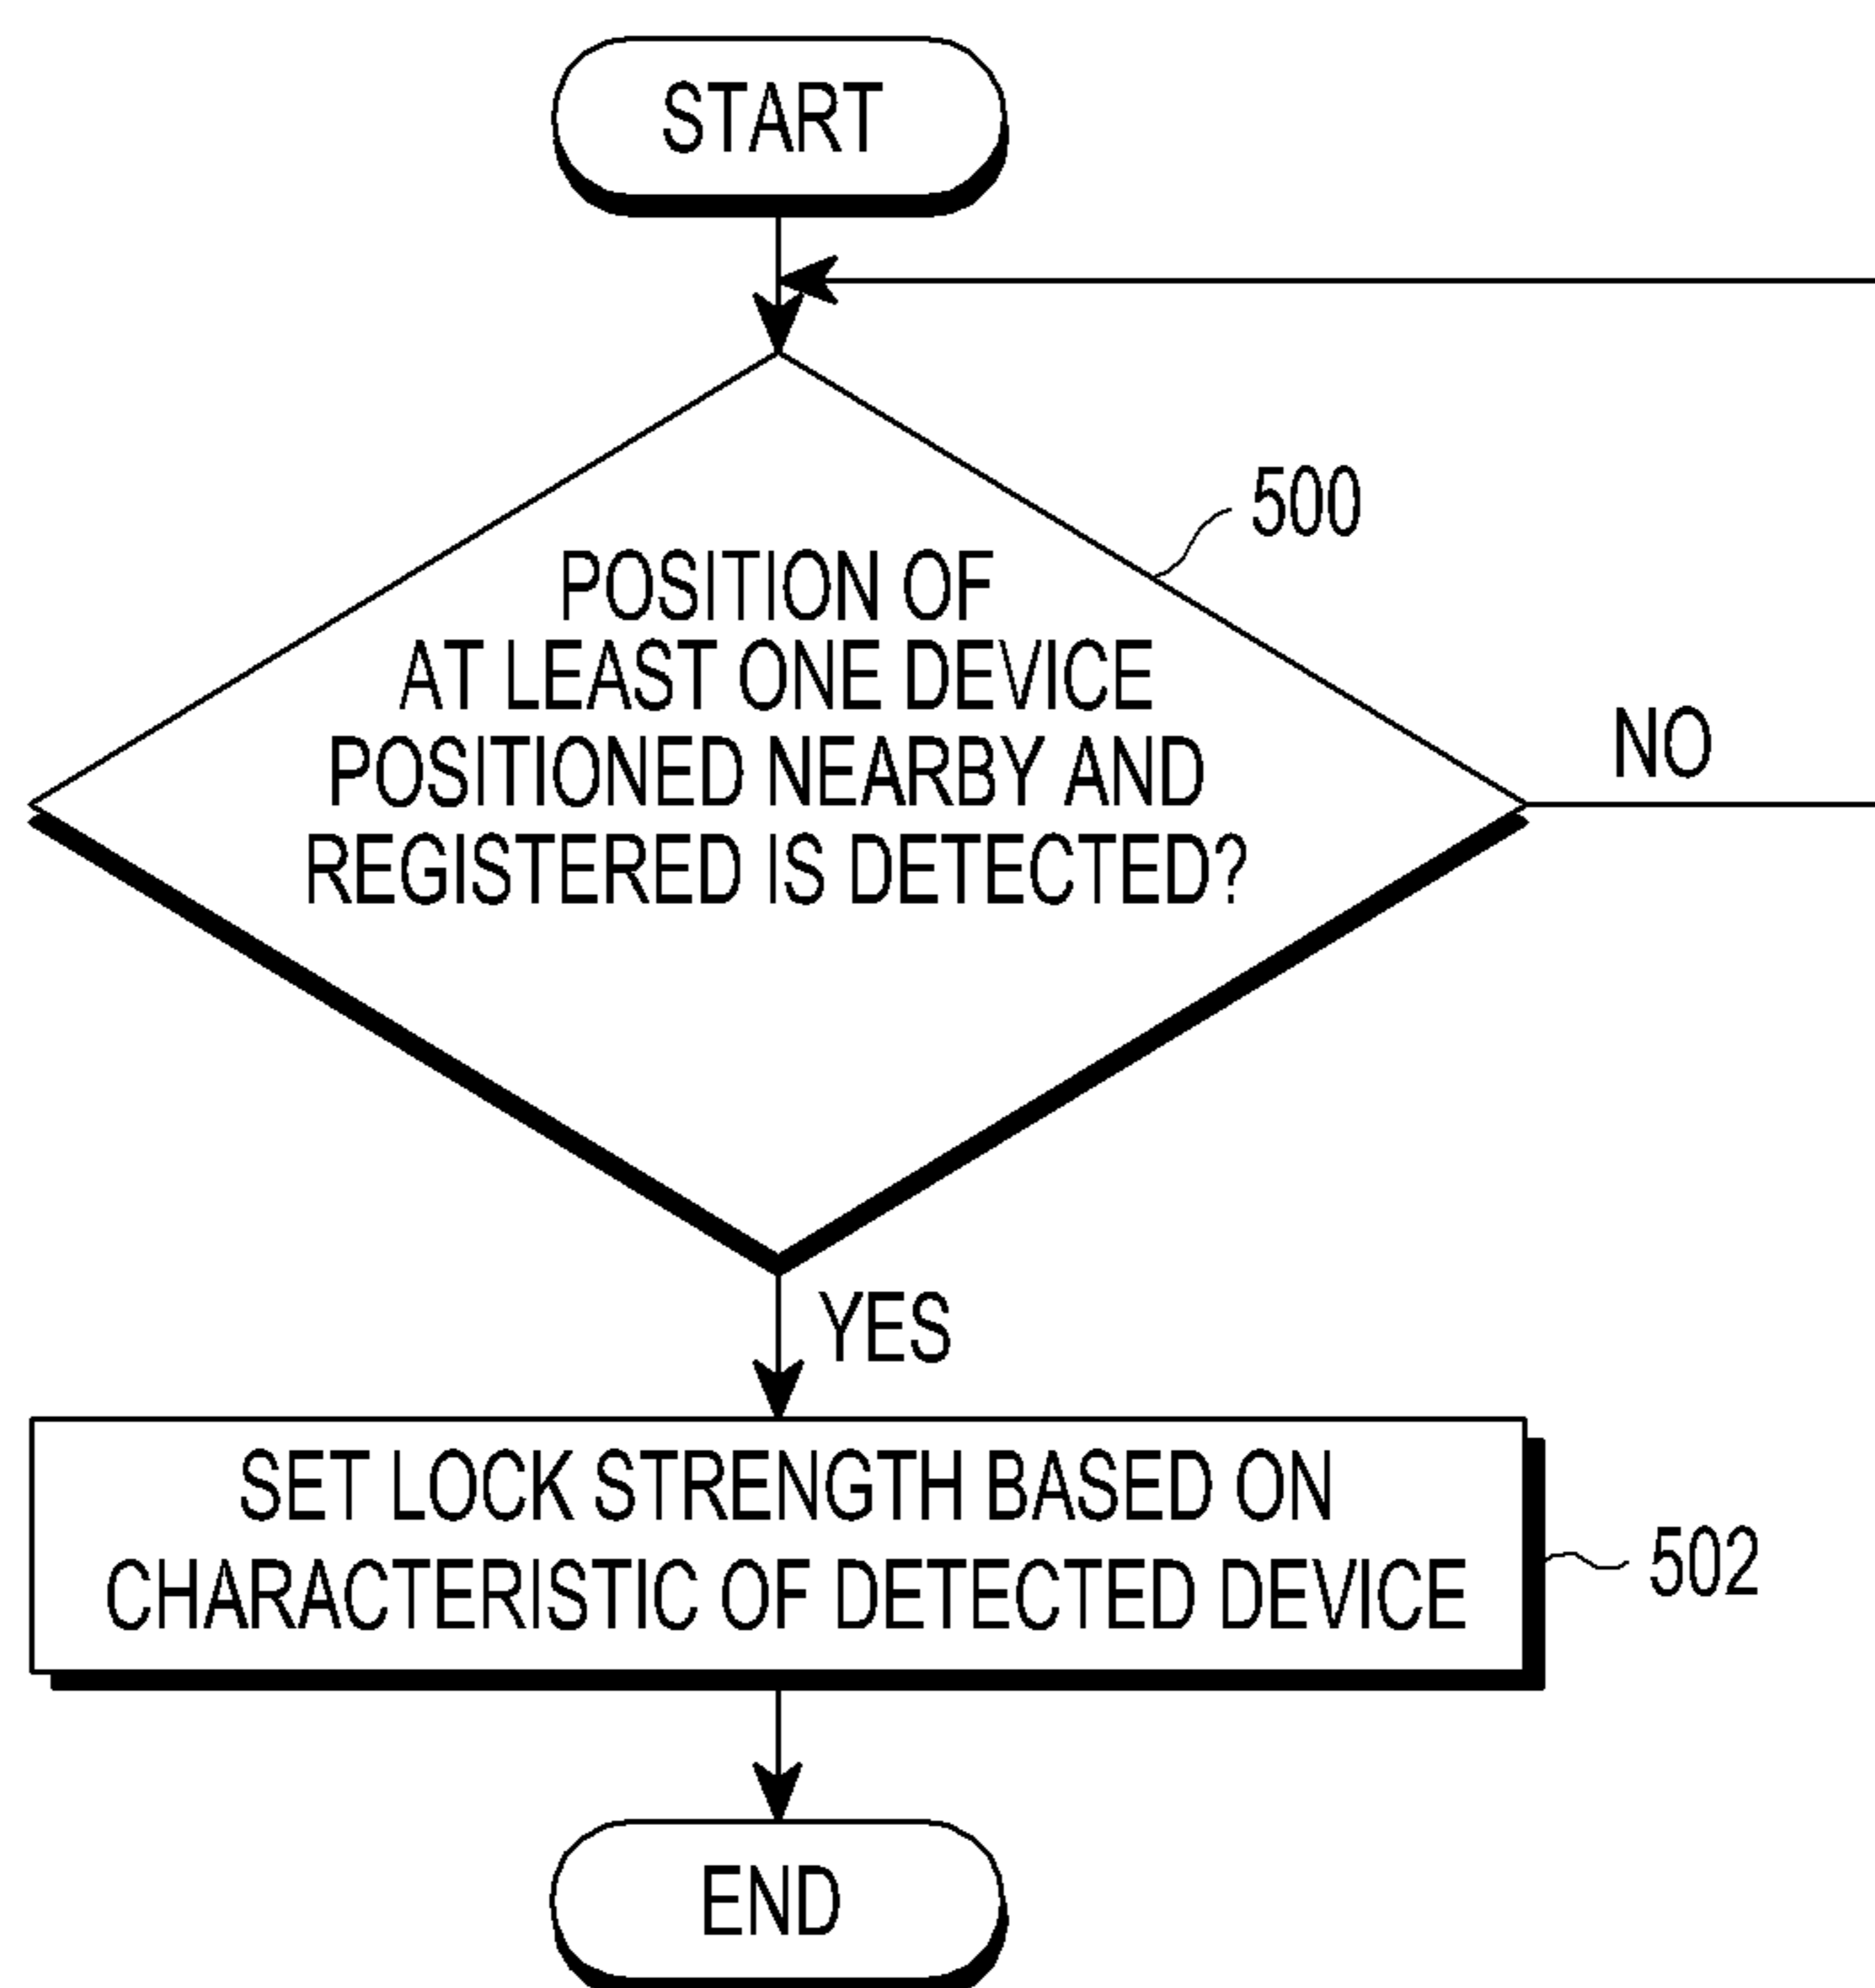 START
500
POSITION OF
AT LEAST ONE DEVICE
POSITIONED NEARBY AND
REGISTERED IS DETECTED?
NO
YES
SET LOCK STRENGTH BASED ON
CHARACTERISTIC OF DETECTED DEVICE
502
END